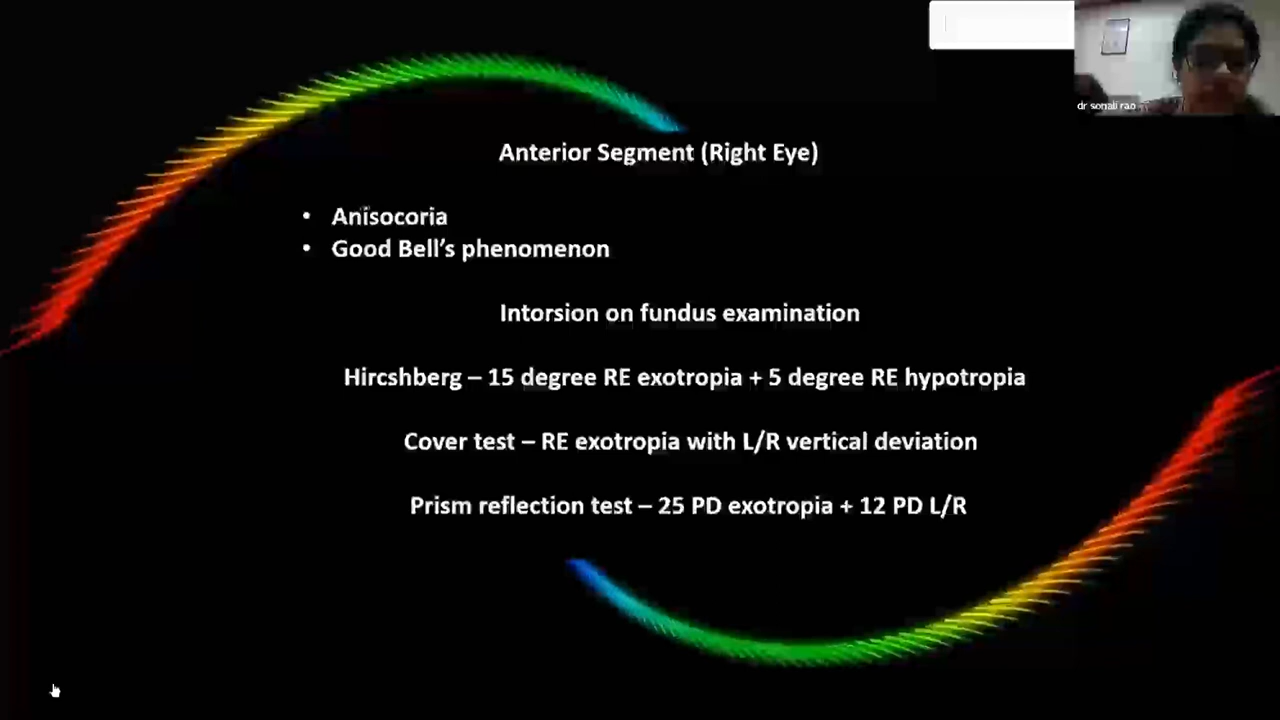 dr sonali rao
Anterior Segment (Right Eye)
• Anisocoria
• Good Bell's phenomenon
Intorsion on fundus examination
Hircshberg – 15 degree RE exotropia + 5 degree RE hypotropia
Cover test – RE exotropia with L/R vertical deviation
Prism reflection test – 25 PD exotropia + 12 PD L/R